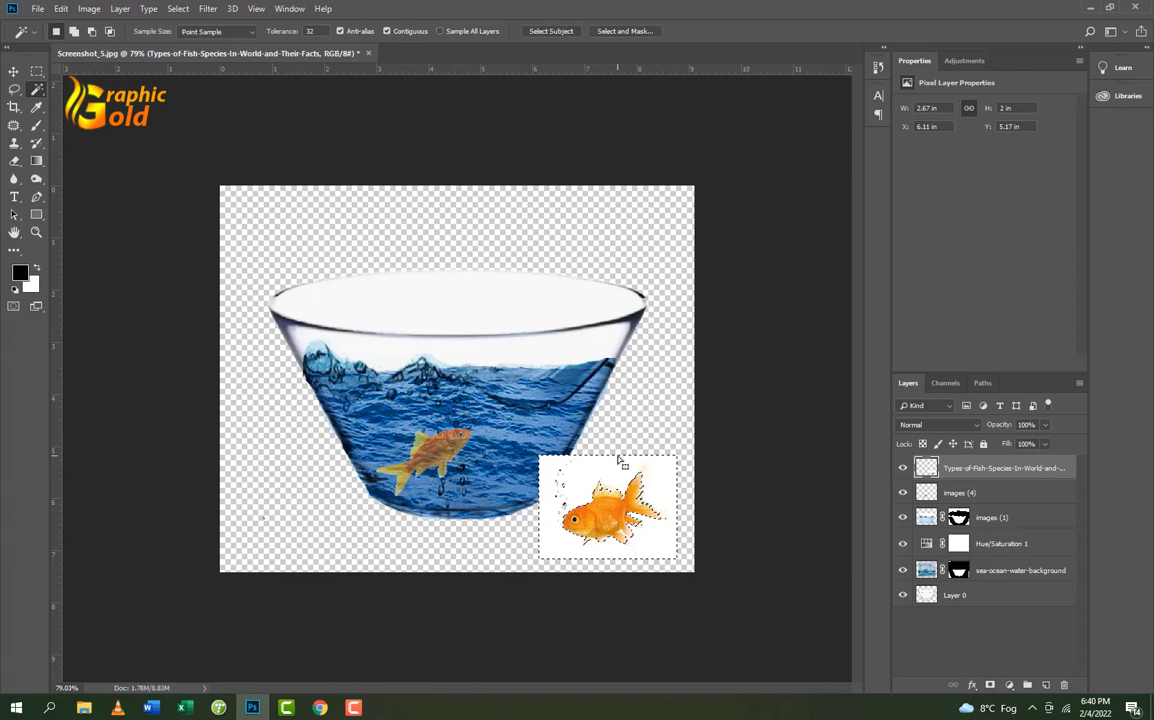 File Edit Image Layer Type Select Filter 3D View Window Help
Sample Size: Point Sample Tolerance: 32 Anti-alias Contiguous Sample All Layers Select Subject Select and Mask...
Screenshot_5.jpg @ 79% (Types-of-Fish-Species-In-World-and-Their-Facts, RGB/8#) *
Graphic
Gold
Properties Adjustments
Pixel Layer Properties
W: 2.67 in H: 2 in
X: 6.11 in Y: 5.17 in
Learn
Libraries
Layers Channels Paths
Kind
Normal Opacity: 100%
Lock: Fill: 100%
Types-of-Fish-Species-In-World-and-...
images (4)
images (1)
Hue/Saturation 1
sea-ocean-water-background
Layer 0
79.03% Doc: 1.78M/8.83M
8°C Fog 6:40 PM
2/4/2022
14